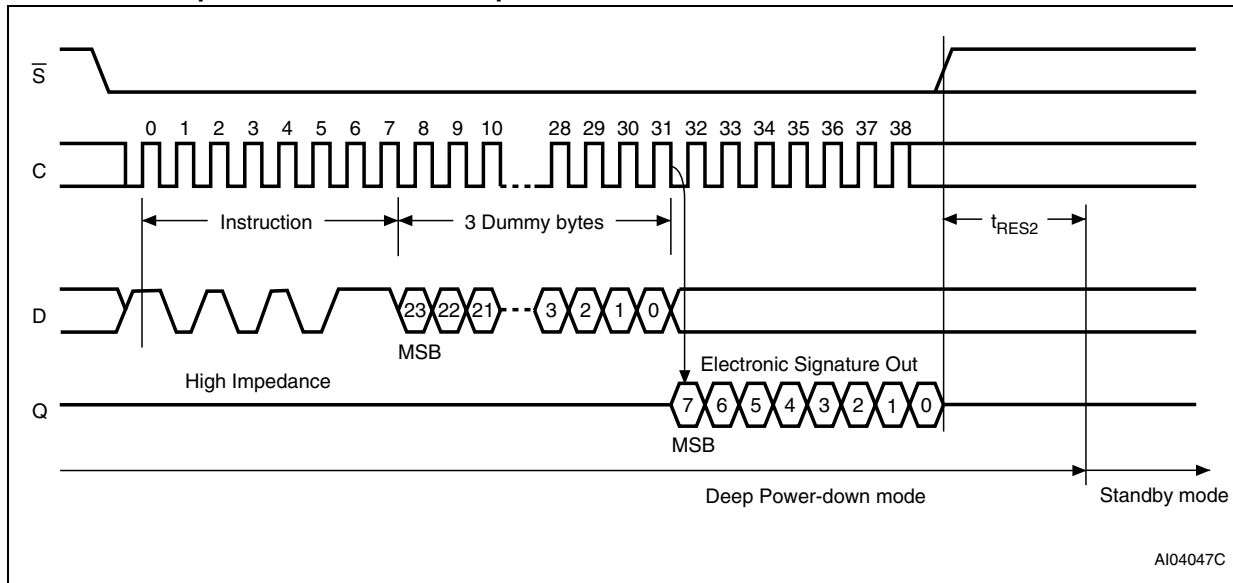 S
0 1 2 3 4 5 6 7 8 9 10 28 29 30 31 32 33 34 35 36 37 38
C
Instruction 3 Dummy bytes tRES2
D 23 22 21 3 2 1 0
MSB
High Impedance Electronic Signature Out
Q 7 6 5 4 3 2 1 0
MSB
Deep Power-down mode Standby mode
AI04047C